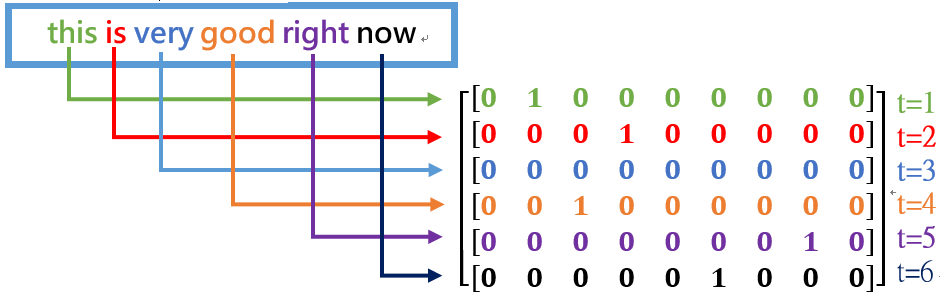 this is very good right now
[0 1 0 0 0 0 0 0 0] t=1
[0 0 0 1 0 0 0 0 0] t=2
[0 0 0 0 0 0 0 0 0] t=3
[0 0 1 0 0 0 0 0 0] t=4
[0 0 0 0 0 0 0 1 0] t=5
[0 0 0 0 0 1 0 0 0] t=6